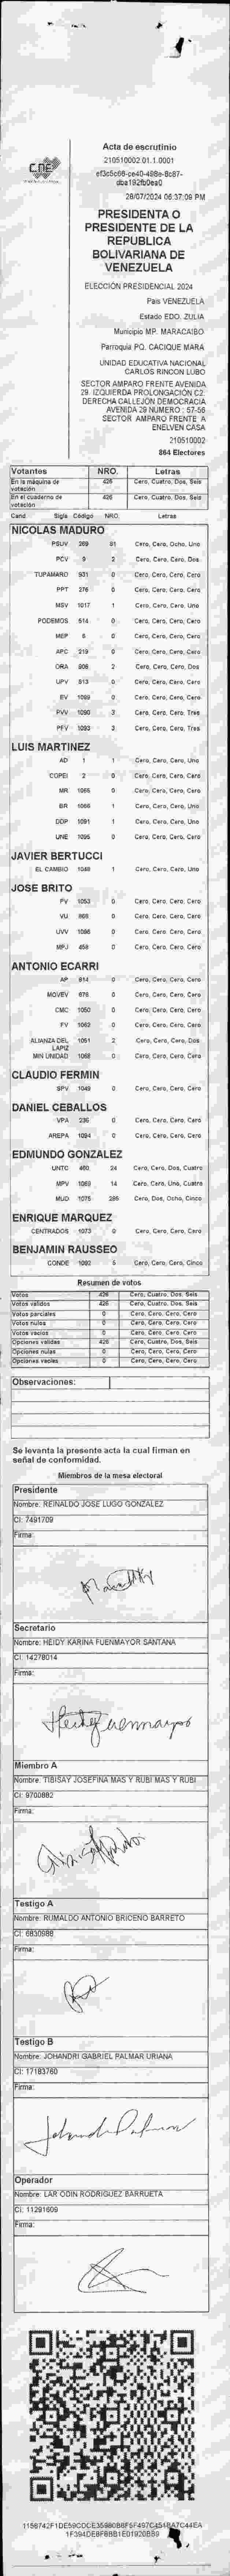 CNE
Acta de escrutinio
210510002.01.1.0001
28/07/2024 06:37:09 PM
PRESIDENTA O
PRESIDENTE DE LA
REPUBLICA
BOLIVARIANA DE
VENEZUELA
ELECCIÓN PRESIDENCIAL 2024
Pais VENEZUELA
Estado EDO. ZULIA
Municipio MP. MARACAIBO
Parroquia PQ. CACIQUE MARA
UNIDAD EDUCATIVA NACIONAL
CARLOS RINCON LUBO
SECTOR AMPARO FRENTE AVENIDA
29. IZQUIERDA PROLONGACIÓN C2.
DERECHA CALLEJÓN DEMOCRACIA
AVENIDA 29 NUMERO : 57-56
SECTOR AMPARO FRENTE A
ENELVEN CASA
210510002
864 Electores
Votantes NRO. Letras
En la máquina de votación 426 Cero, Cuatro, Dos, Seis
En el cuaderno de votación 426 Cero, Cuatro, Dos, Seis
Cand Sigla Código NRO. Letras
NICOLAS MADURO
PSUV 269 81 Cero, Cero, Ocho, Uno
PCV 9 2 Cero, Cero, Cero, Dos
TUPAMARO 931 0 Cero, Cero, Cero, Cero
PPT 276 0 Cero, Cero, Cero, Cero
MSV 1017 1 Cero, Cero, Cero, Uno
PODEMOS 514 0 Cero, Cero, Cero, Cero
MEP 6 0 Cero, Cero, Cero, Cero
APC 219 0 Cero, Cero, Cero, Cero
ORA 906 2 Cero, Cero, Cero, Dos
UPV 813 0 Cero, Cero, Cero, Cero
EV 1089 0 Cero, Cero, Cero, Cero
PVV 1090 3 Cero, Cero, Cero, Tres
PFV 1093 3 Cero, Cero, Cero, Tres
LUIS MARTINEZ
AD 1 1 Cero, Cero, Cero, Uno
COPEI 2 0 Cero, Cero, Cero, Cero
MR 1065 0 Cero, Cero, Cero, Cero
BR 1066 1 Cero, Cero, Cero, Uno
DDP 1091 1 Cero, Cero, Cero, Uno
UNE 1095 0 Cero, Cero, Cero, Cero
JAVIER BERTUCCI
EL CAMBIO 1048 1 Cero, Cero, Cero, Uno
JOSE BRITO
PV 1053 0 Cero, Cero, Cero, Cero
VU 868 0 Cero, Cero, Cero, Cero
UVV 1086 0 Cero, Cero, Cero, Cero
MPJ 458 0 Cero, Cero, Cero, Cero
ANTONIO ECARRI
AP 814 0 Cero, Cero, Cero, Cero
MOVEV 676 0 Cero, Cero, Cero, Cero
CMC 1050 0 Cero, Cero, Cero, Cero
FV 1062 0 Cero, Cero, Cero, Cero
ALIANZA DEL LAPIZ 1051 2 Cero, Cero, Cero, Dos
MIN UNIDAD 1068 0 Cero, Cero, Cero, Cero
CLAUDIO FERMIN
SPV 1049 0 Cero, Cero, Cero, Cero
DANIEL CEBALLOS
VPA 236 0 Cero, Cero, Cero, Cero
AREPA 1094 0 Cero, Cero, Cero, Cero
EDMUNDO GONZALEZ
UNTC 460 24 Cero, Cero, Dos, Cuatro
MPV 1069 14 Cero, Cero, Uno, Cuatro
MUD 1075 285 Cero, Dos, Ocho, Cinco
ENRIQUE MARQUEZ
CENTRADOS 1073 0 Cero, Cero, Cero, Cero
BENJAMIN RAUSSEO
CONDE 1092 5 Cero, Cero, Cero, Cinco
Resumen de votos
Votos 426 Cero, Cuatro, Dos, Seis
Votos validos 426 Cero, Cuatro, Dos, Seis
Votos parciales 0 Cero, Cero, Cero, Cero
Votos nulos 0 Cero, Cero, Cero, Cero
Votos vacíos 0 Cero, Cero, Cero, Cero
Opciones validas 426 Cero, Cuatro, Dos, Seis
Opciones nulas 0 Cero, Cero, Cero, Cero
Opciones vacías 0 Cero, Cero, Cero, Cero
Observaciones:
Se levanta la presente acta la cual firman en
señal de conformidad.
Miembros de la mesa electoral
Presidente
Nombre: REINALDO JOSE LUGO GONZALEZ
CI: 7491709
Firma:
Secretario
Nombre: HEIDY KARINA FUENMAYOR SANTANA
CI: 14278014
Firma:
Heidy Fuenmayor
Miembro A
Nombre: TIBISAY JOSEFINA MAS Y RUBI MAS Y RUBI
CI: 9700882
Firma:
Testigo A
Nombre: RUMALDO ANTONIO BRICENO BARRETO
CI: 6830988
Firma:
Testigo B
Nombre: JOHANDRI GABRIEL PALMAR URIANA
CI: 17183760
Firma:
Johandri Palmar
Operador
Nombre: LAR ODIN RODRIGUEZ BARRUETA
CI: 11291609
Firma: